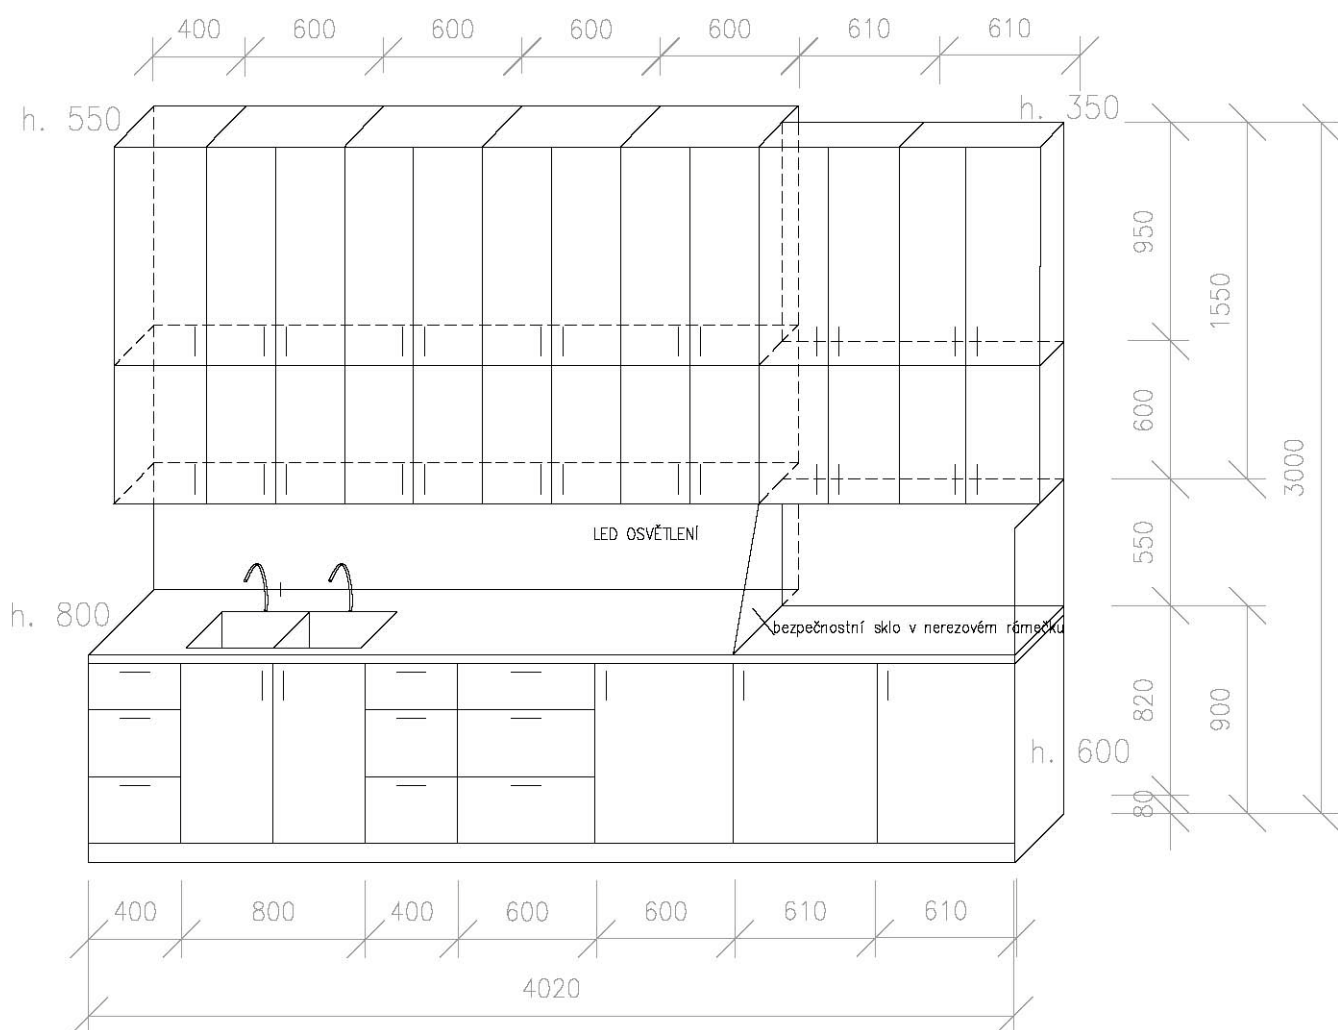 400 600 600 600 600 610 610
h. 550
h. 350
950
1550
600
3000
LED OSVĚTLENÍ
550
h. 800
bezpečnostní sklo v nerezovém rámečku
820
900
h. 600
80
400 800 400 600 600 610 610
4020